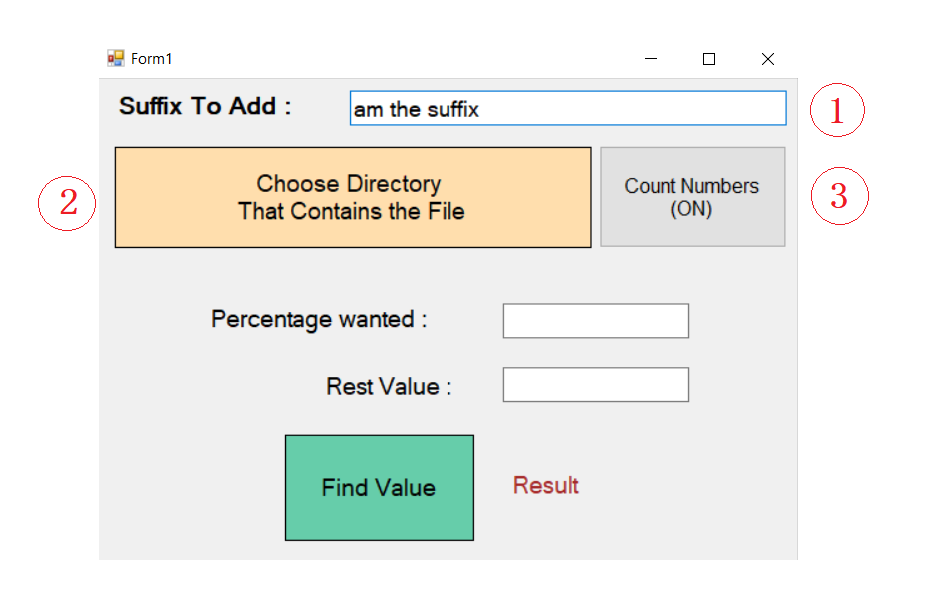 Form1
Suffix To Add :
am the suffix
1
2
Choose Directory
That Contains the File
Count Numbers
(ON)
3
Percentage wanted :
Rest Value :
Find Value
Result